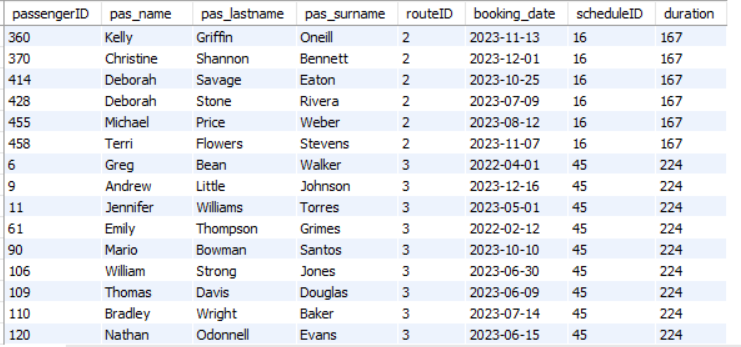 passengerID pas_name pas_lastname pas_surname routeID booking_date scheduleID duration
360 Kelly Griffin Oneill 2 2023-11-13 16 167
370 Christine Shannon Bennett 2 2023-12-01 16 167
414 Deborah Savage Eaton 2 2023-10-25 16 167
428 Deborah Stone Rivera 2 2023-07-09 16 167
455 Michael Price Weber 2 2023-08-12 16 167
458 Terri Flowers Stevens 2 2023-11-07 16 167
6 Greg Bean Walker 3 2022-04-01 45 224
9 Andrew Little Johnson 3 2023-12-16 45 224
11 Jennifer Williams Torres 3 2023-05-01 45 224
61 Emily Thompson Grimes 3 2022-02-12 45 224
90 Mario Bowman Santos 3 2023-10-10 45 224
106 William Strong Jones 3 2023-06-30 45 224
109 Thomas Davis Douglas 3 2023-06-09 45 224
110 Bradley Wright Baker 3 2023-07-14 45 224
120 Nathan Odonnell Evans 3 2023-06-15 45 224